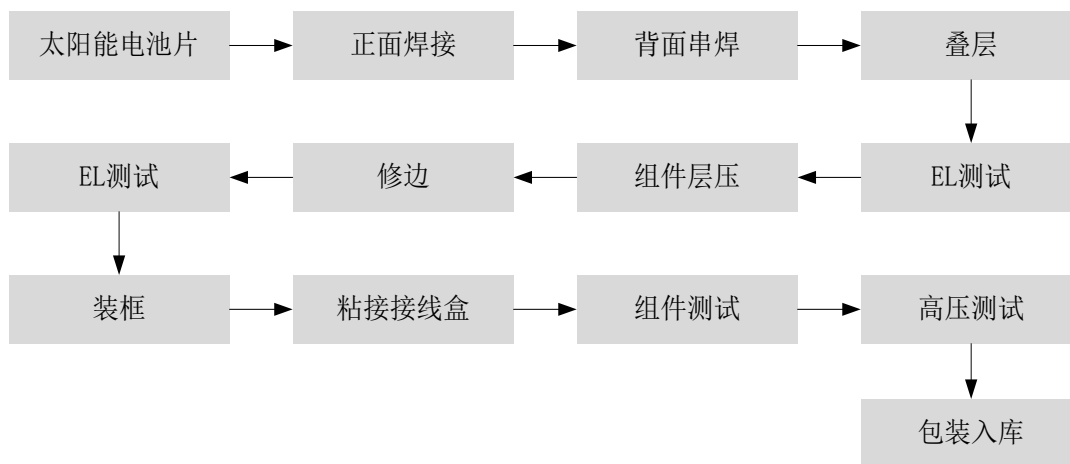 太阳能电池片
正面焊接
背面串焊
叠层
EL测试
组件层压
修边
EL测试
装框
粘接接线盒
组件测试
高压测试
包装入库